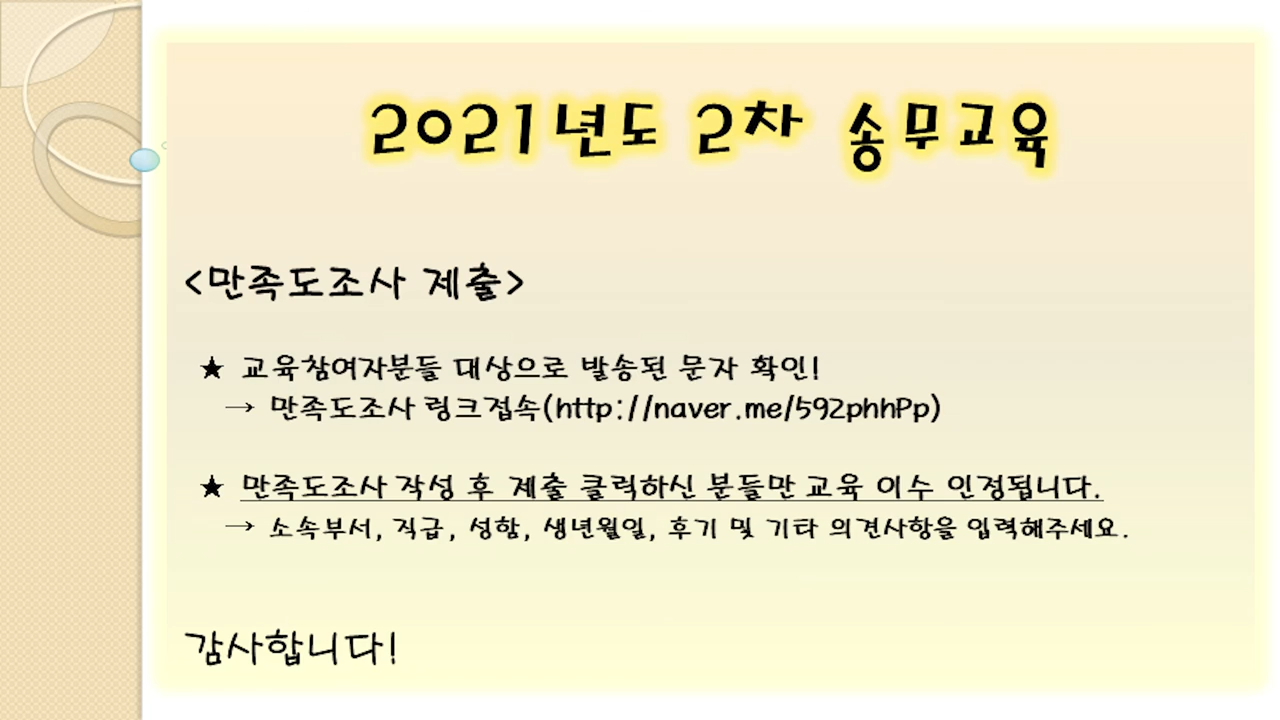 2021년도 2차 송무교육
<만족도조사 제출>
★ 교육참여자분들 대상으로 발송된 문자 확인!
→ 만족도조사 링크접속(http://naver.me/592phhPp)
★ 만족도조사 작성 후 제출 클릭하신 분들만 교육 이수 인정됩니다.
→ 소속부서, 직급, 성함, 생년월일, 후기 및 기타 의견사항을 입력해주세요.
감사합니다!